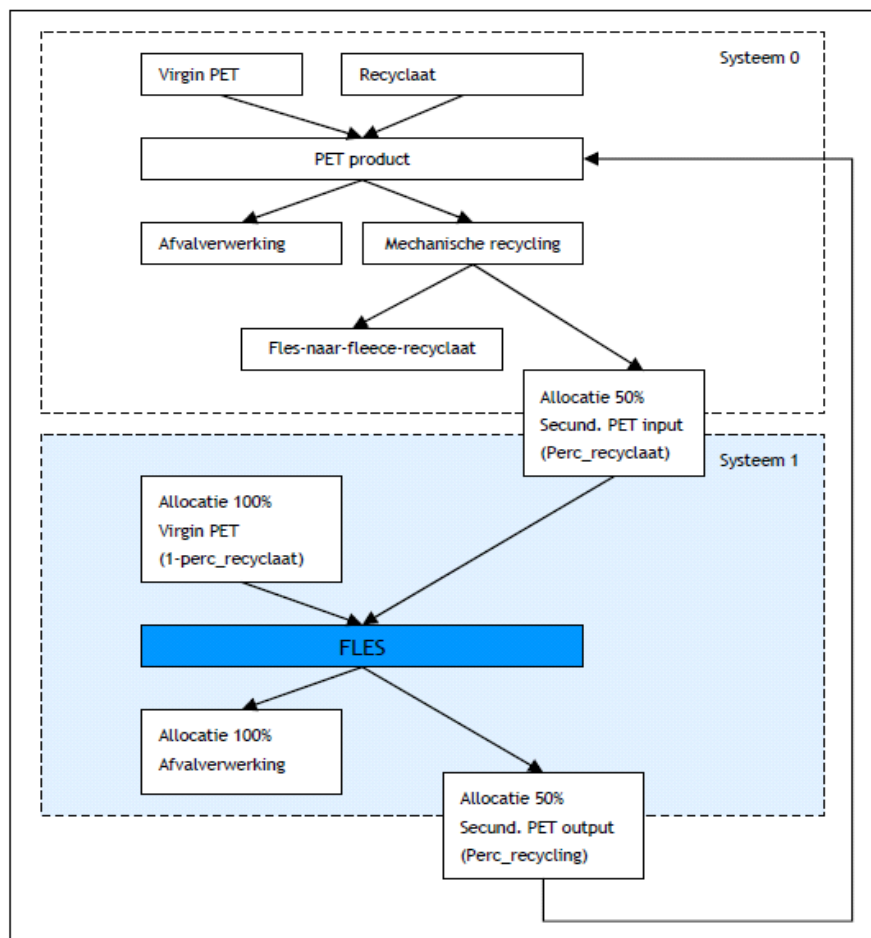 Systeem 0
Virgin PET
Recyclaat
PET product
Afvalverwerking
Mechanische recycling
Fles-naar-fleece-recyclaat
Allocatie 50%
Secund. PET input
(Perc_recyclaat)
Systeem 1
Allocatie 100%
Virgin PET
(1-perc_recyclaat)
FLES
Allocatie 100%
Afvalverwerking
Allocatie 50%
Secund. PET output
(Perc_recycling)